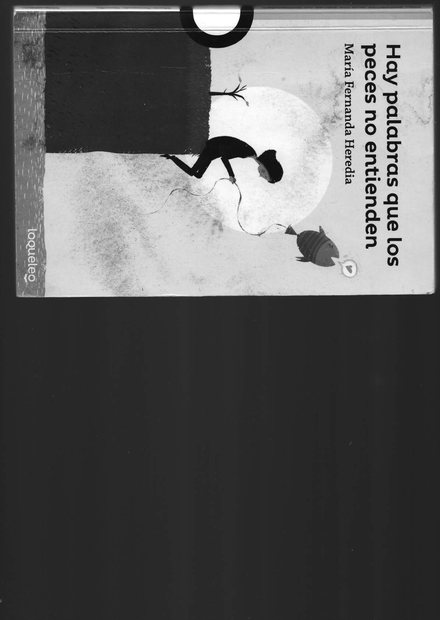 Hay palabras que los
peces no entienden
María Fernanda Heredia
loqueleo